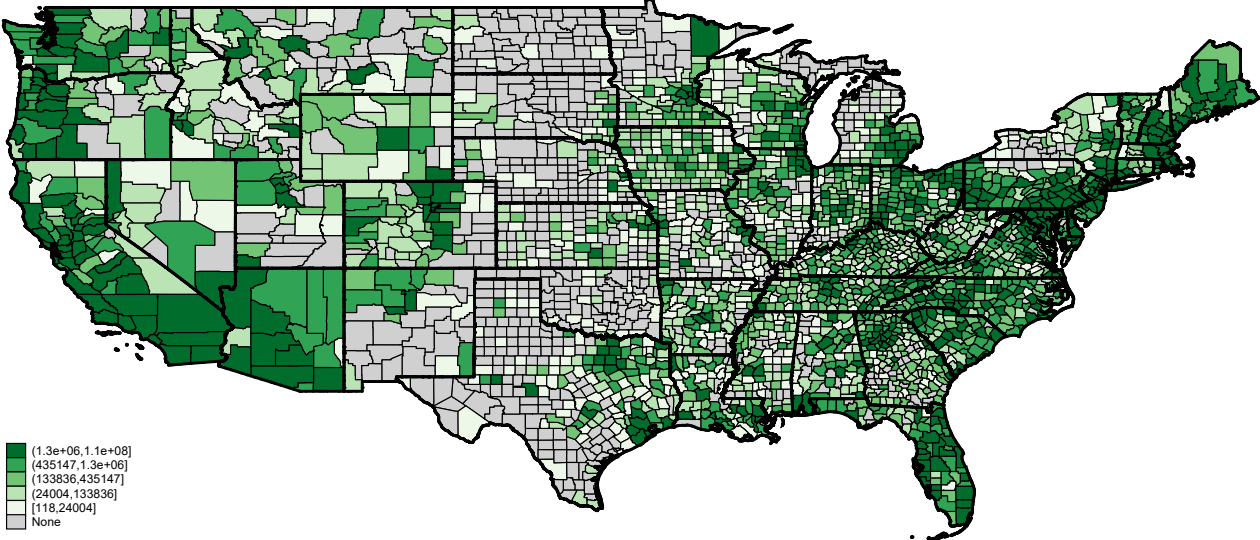 (1.3e+06,1.1e+08]
(435147,1.3e+06]
(133836,435147]
(24004,133836]
[118,24004]
None